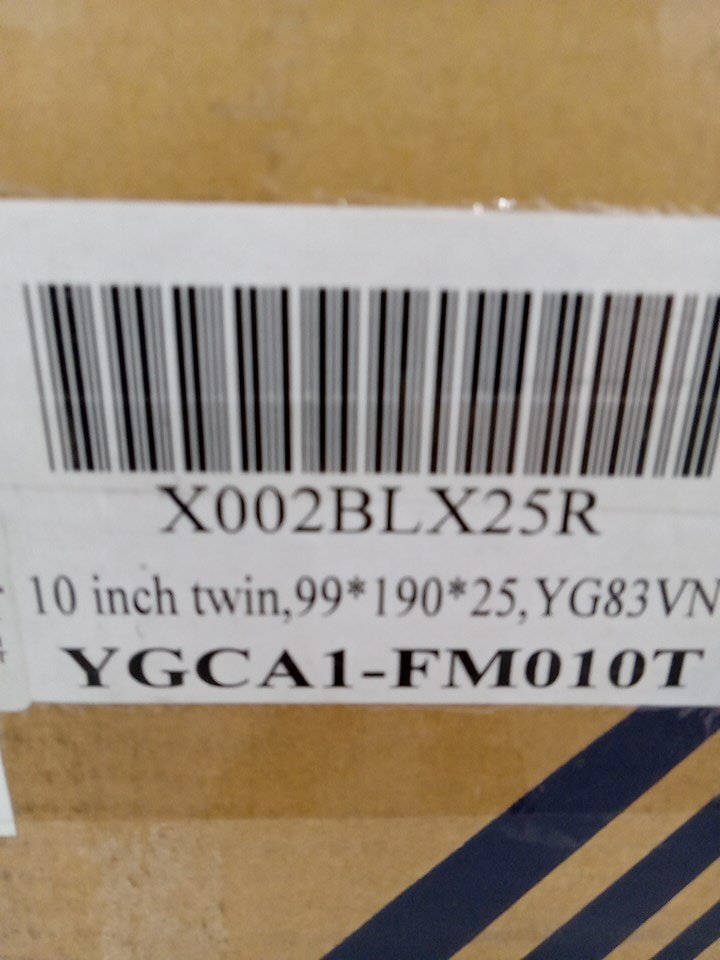 X002BLX25R
10 inch twin,99*190*25,YG83VN
YGCA1-FM010T